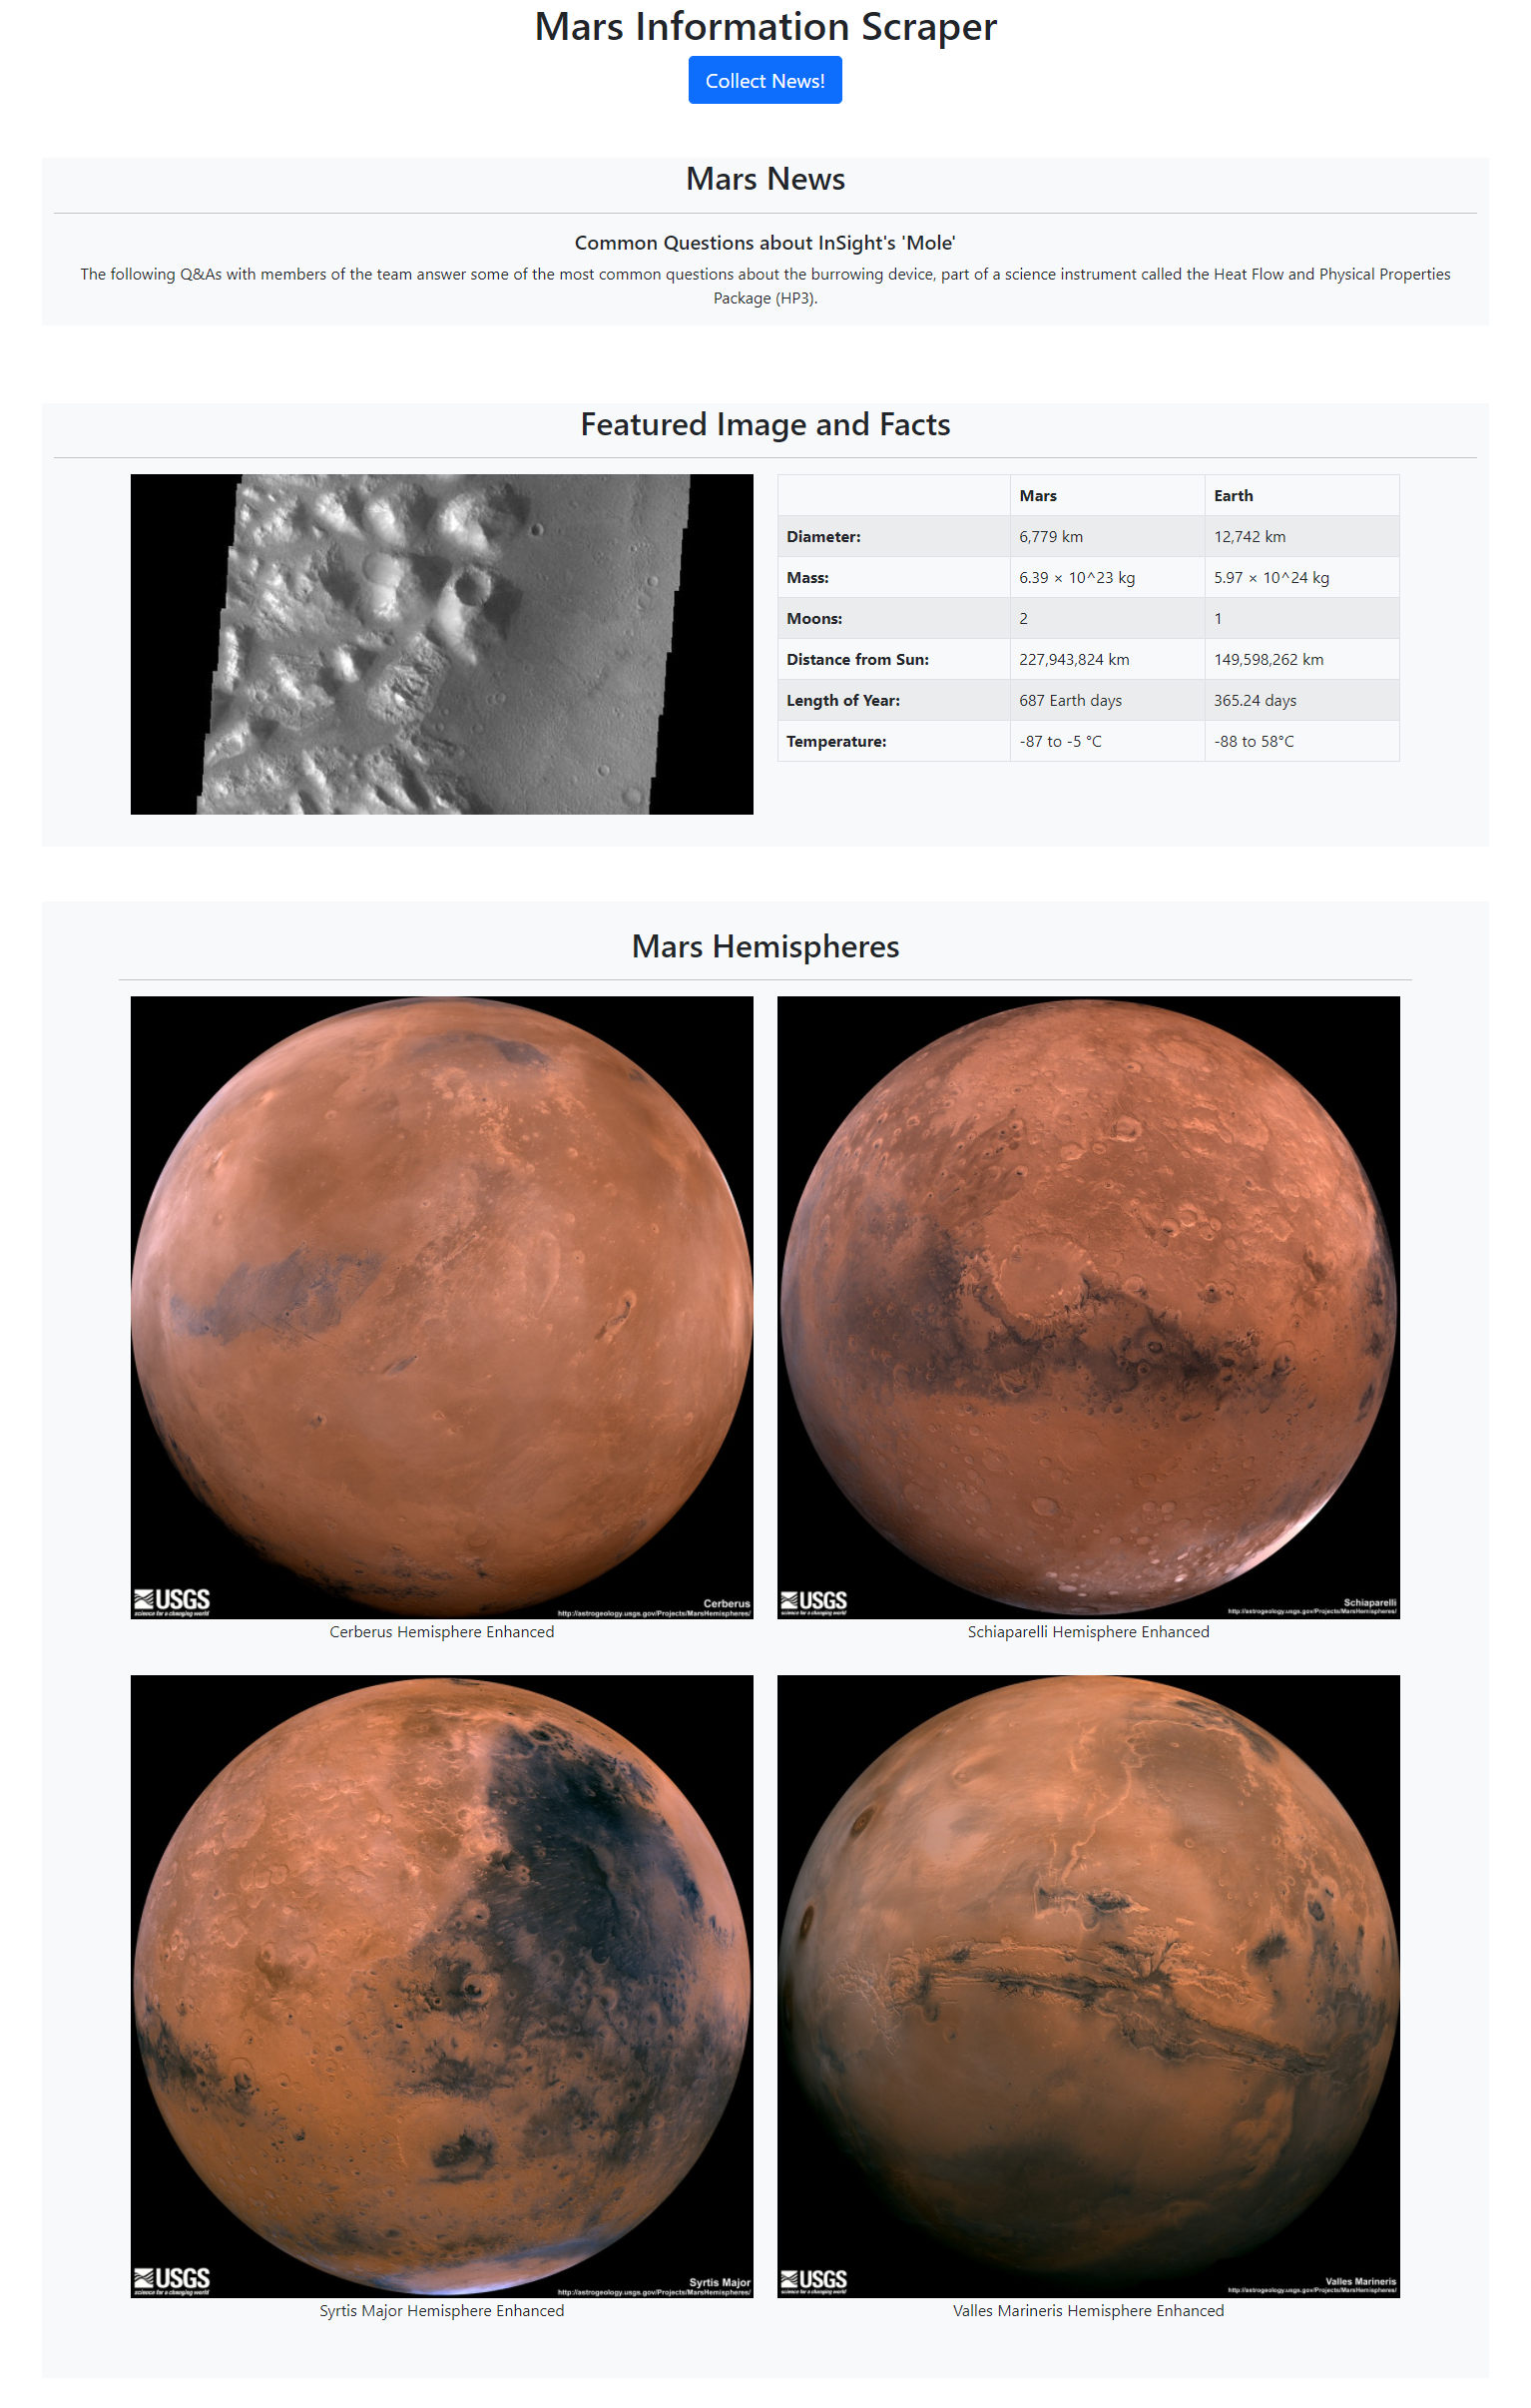 Mars Information Scraper
Collect News!
Mars News
Common Questions about InSight's 'Mole'
The following Q&As with members of the team answer some of the most common questions about the burrowing device, part of a science instrument called the Heat Flow and Physical Properties
Package (HP3).
Featured Image and Facts
Mars Earth
Diameter: 6,779 km 12,742 km
Mass: 6.39 × 10^23 kg 5.97 × 10^24 kg
Moons: 2 1
Distance from Sun: 227,943,824 km 149,598,262 km
Length of Year: 687 Earth days 365.24 days
Temperature: -87 to -5 °C -88 to 58°C
Mars Hemispheres
USGS
science for a changing world
Cerberus
http://astrogeology.usgs.gov/Projects/MarsHemispheres/
Cerberus Hemisphere Enhanced
USGS
science for a changing world
Schiaparelli
http://astrogeology.usgs.gov/Projects/MarsHemispheres/
Schiaparelli Hemisphere Enhanced
USGS
science for a changing world
Syrtis Major
http://astrogeology.usgs.gov/Projects/MarsHemispheres/
Syrtis Major Hemisphere Enhanced
USGS
science for a changing world
Valles Marineris
http://astrogeology.usgs.gov/Projects/MarsHemispheres/
Valles Marineris Hemisphere Enhanced